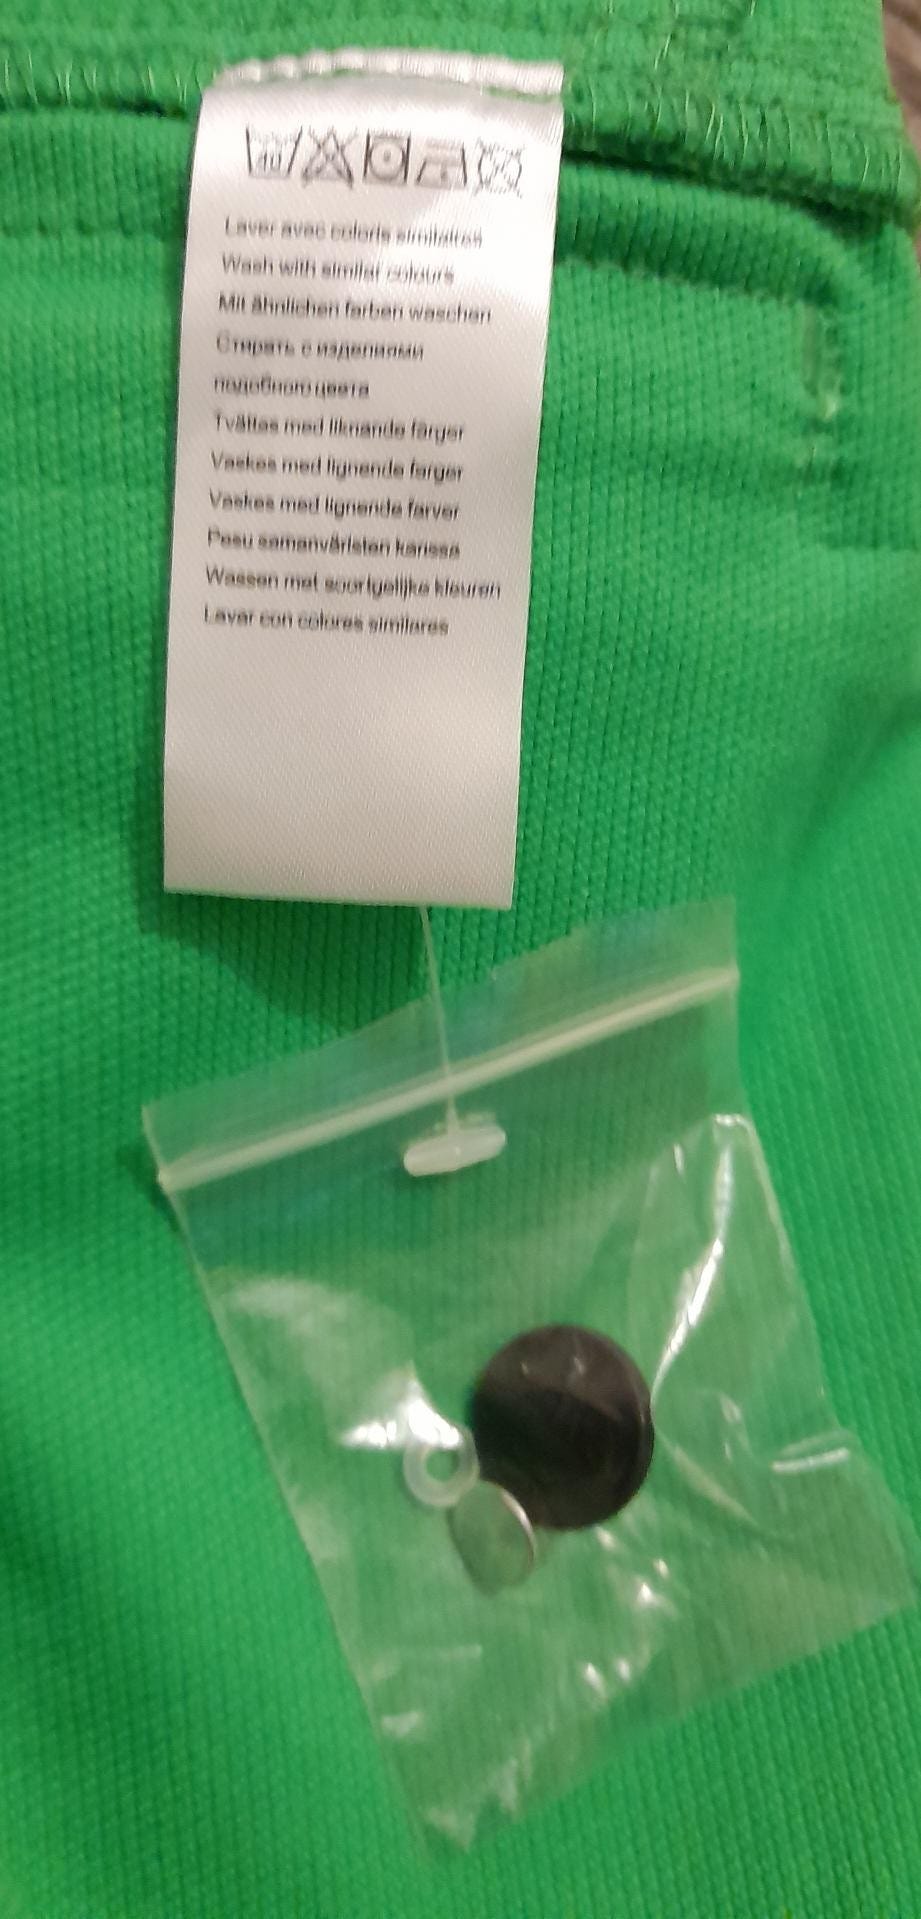 40
Laver avec coloris similaires
Wash with similar colours
Mit ähnlichen farben waschen
Стирать с изделиями
подобного цвета
Tvättas med liknande färger
Vaskes med lignende farger
Vaskes med lignende farver
Pesu samanväristen kanssa
Wassen met soortgelijke kleuren
Lavar con colores similares